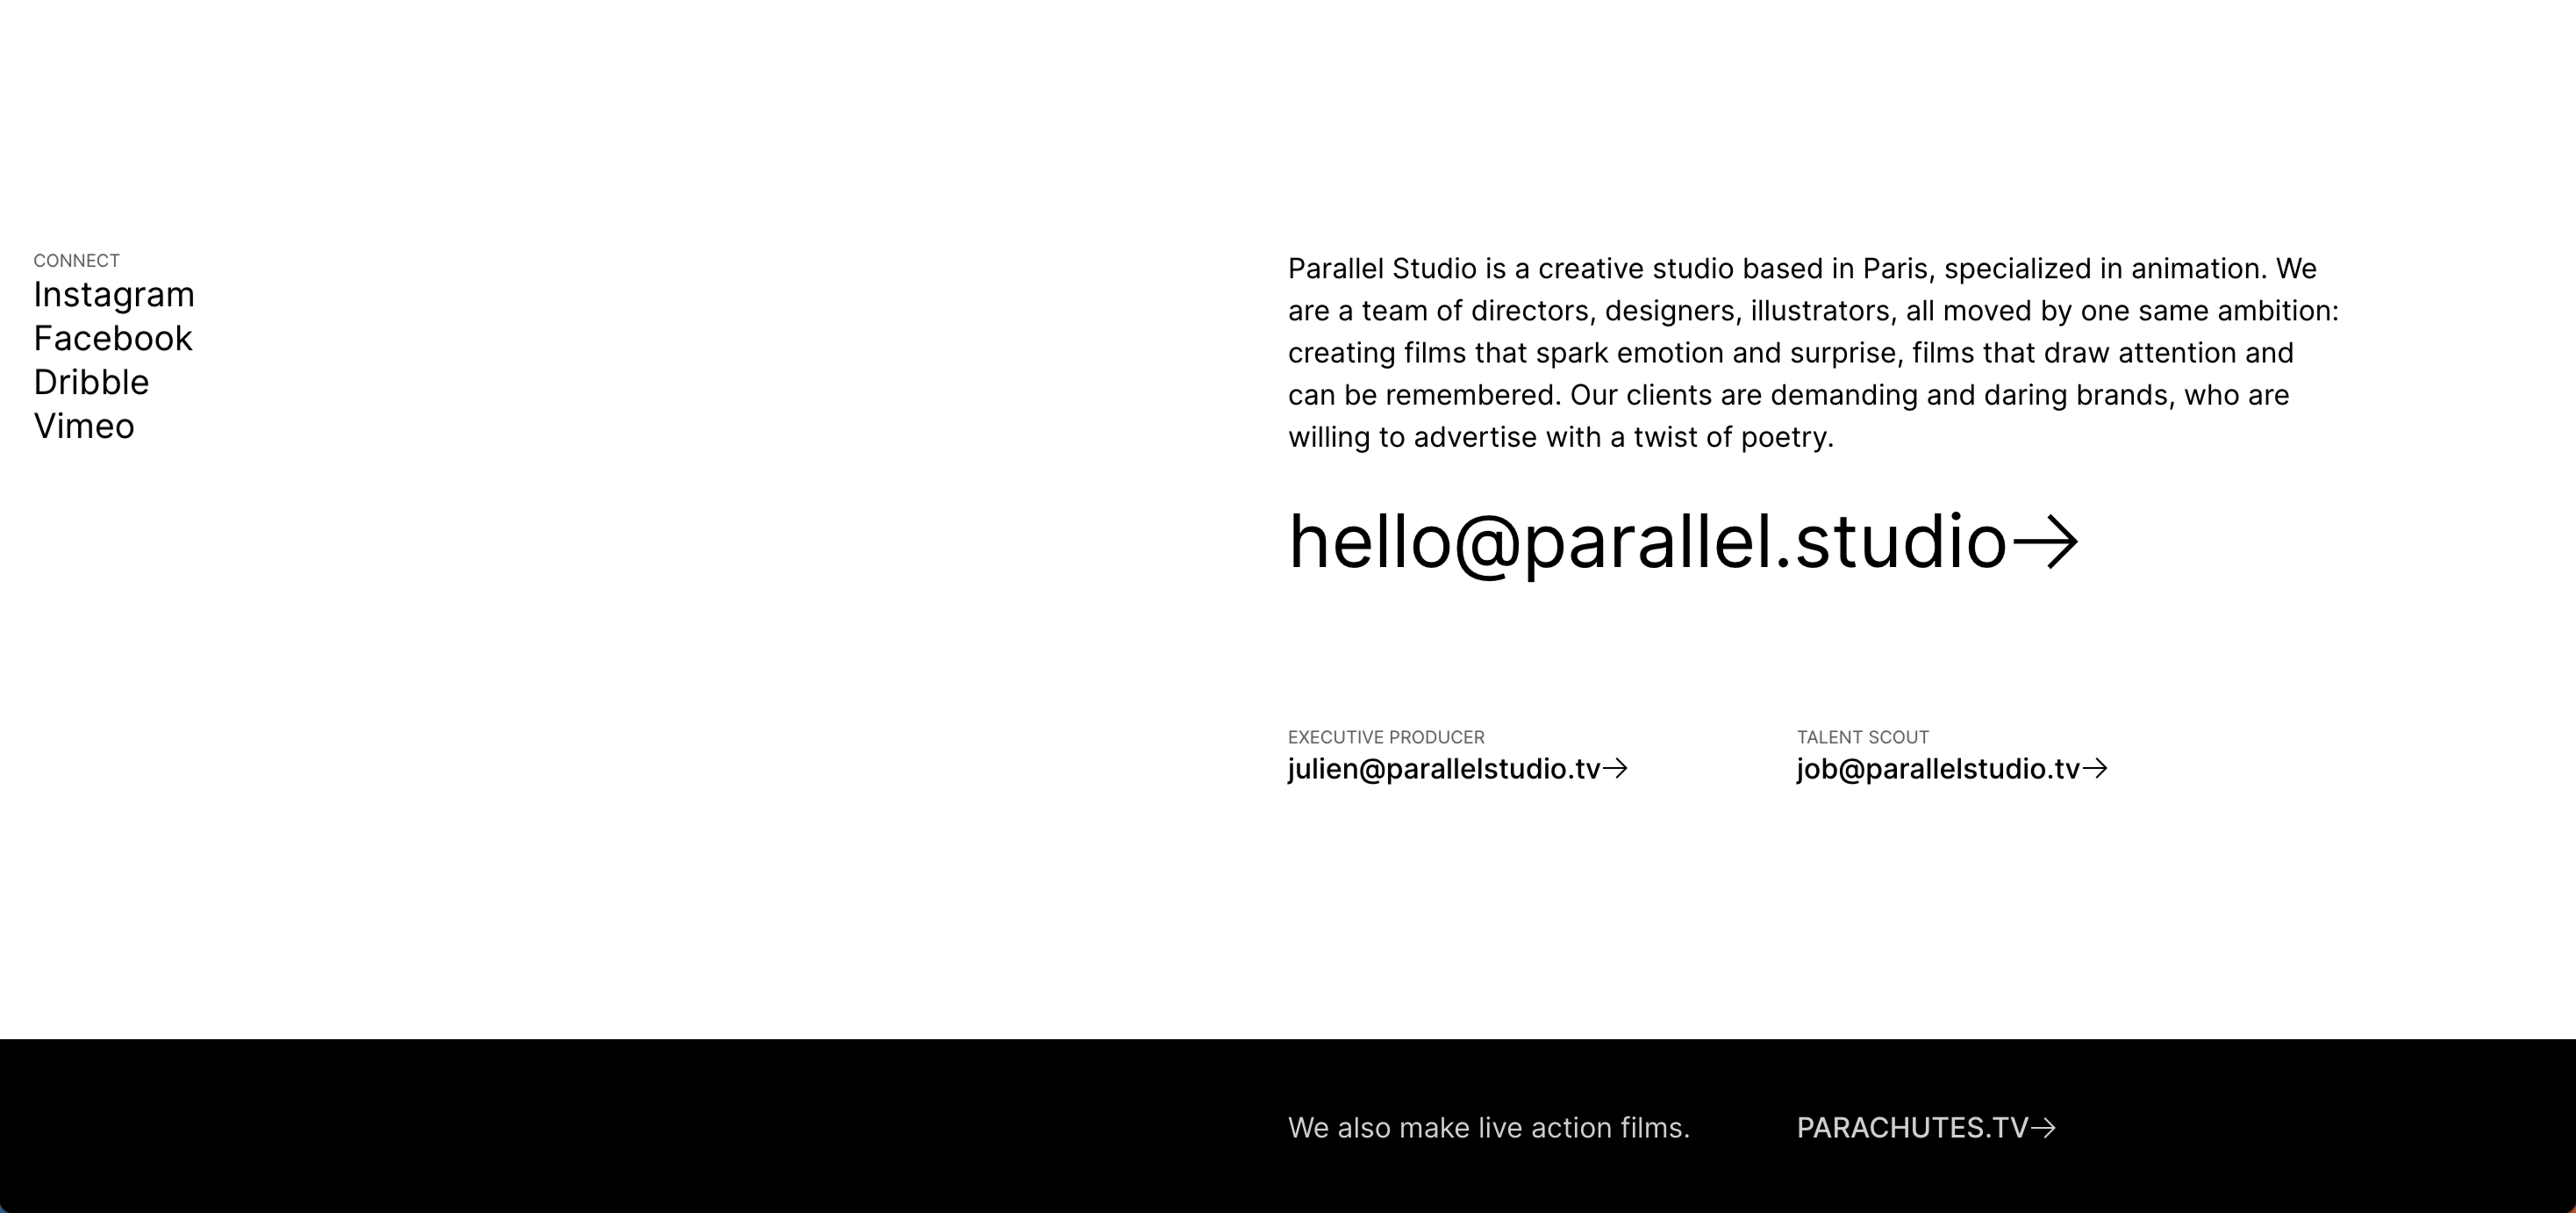 CONNECT
Instagram
Facebook
Dribble
Vimeo
Parallel Studio is a creative studio based in Paris, specialized in animation. We
are a team of directors, designers, illustrators, all moved by one same ambition:
creating films that spark emotion and surprise, films that draw attention and
can be remembered. Our clients are demanding and daring brands, who are
willing to advertise with a twist of poetry.
hello@parallel.studio→
EXECUTIVE PRODUCER
julien@parallelstudio.tv→
TALENT SCOUT
job@parallelstudio.tv→
We also make live action films.
PARACHUTES.TV→